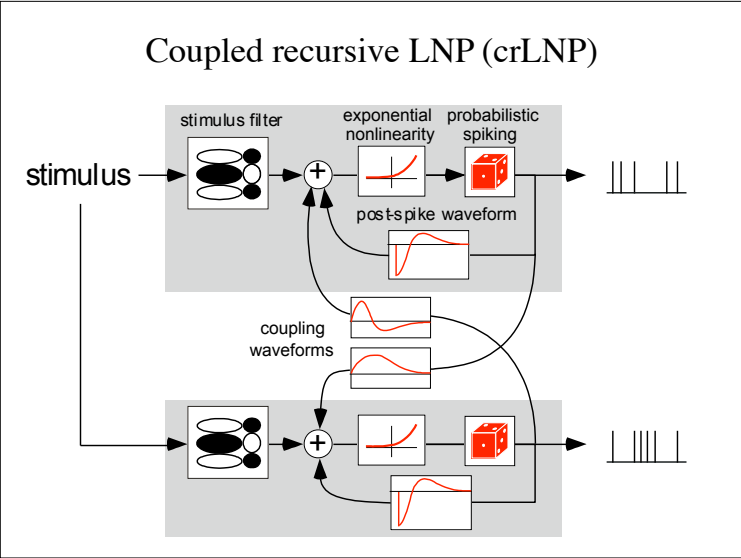 Coupled recursive LNP (crLNP)
stimulus filter
exponential
nonlinearity
probabilistic
spiking
stimulus
+
post-spike waveform
coupling
waveforms
+